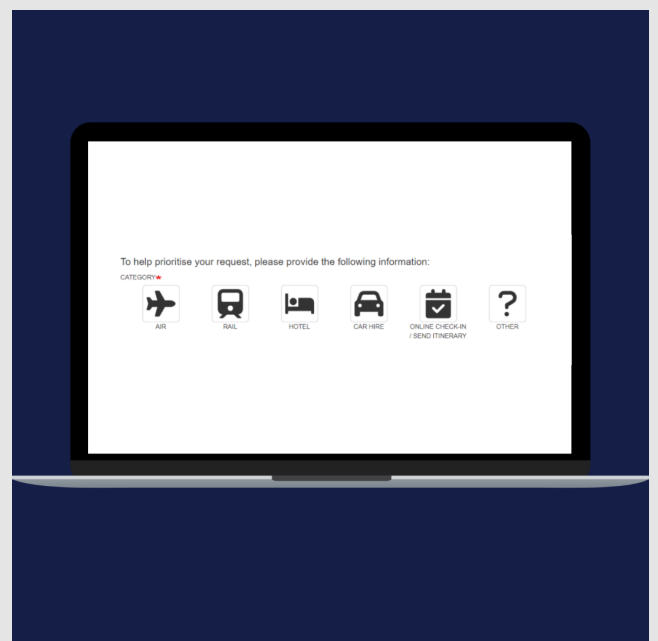 To help prioritise your request, please provide the following information:
CATEGORY*
AIR
RAIL
HOTEL
CAR HIRE
ONLINE CHECK-IN
/ SEND ITINERARY
OTHER